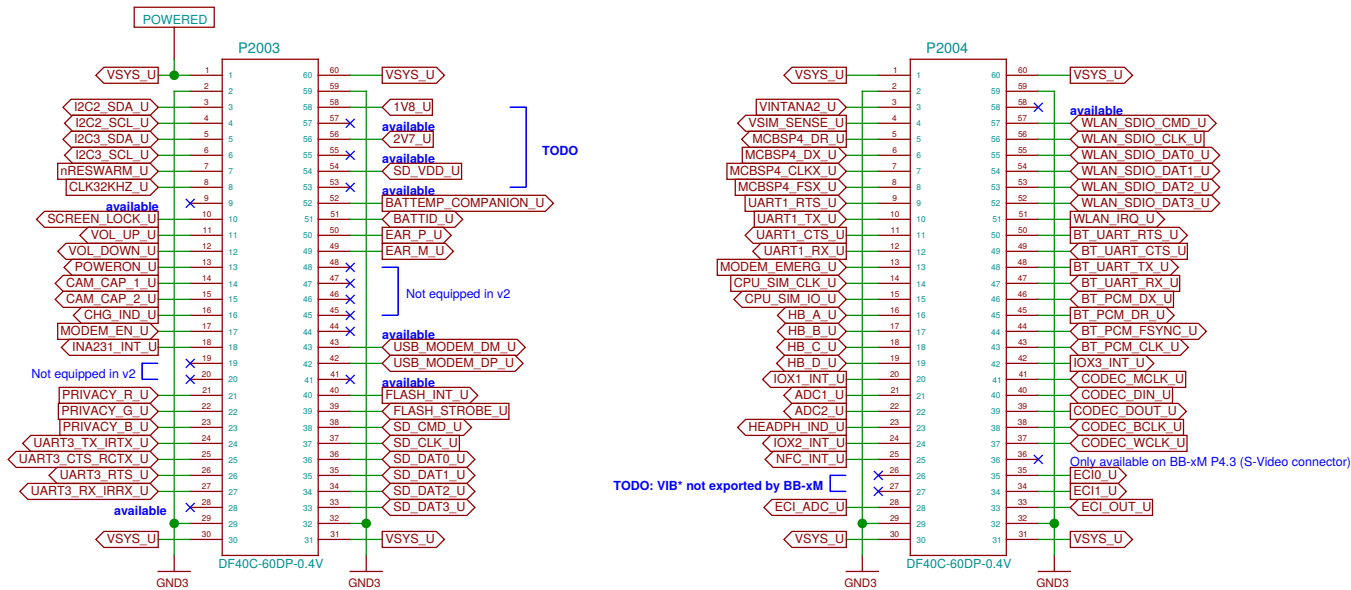 POWERED
P2003
VSYS_U 1 1 60 60 VSYS_U
2 2 59 59
I2C2_SDA_U 3 3 58 58 1V8_U
I2C2_SCL_U 4 4 57 57 available
I2C3_SDA_U 5 5 56 56 2V7_U
I2C3_SCL_U 6 6 55 55 available
TODO
nRESWARM_U 7 7 54 54 SD_VDD_U
CLK32KHZ_U 8 8 53 53 available
available 9 9 52 52 BATTEMP_COMPANION_U
SCREEN_LOCK_U 10 10 51 51 BATTID_U
VOL_UP_U 11 11 50 50 EAR_P_U
VOL_DOWN_U 12 12 49 49 EAR_M_U
POWERON_U 13 13 48 48
CAM_CAP_1_U 14 14 47 47
Not equipped in v2
CAM_CAP_2_U 15 15 46 46
CHG_IND_U 16 16 45 45
MODEM_EN_U 17 17 44 44 available
INA231_INT_U 18 18 43 43 USB_MODEM_DM_U
19 19 42 42 USB_MODEM_DP_U
Not equipped in v2
20 20 41 41 available
PRIVACY_R_U 21 21 40 40 FLASH_INT_U
PRIVACY_G_U 22 22 39 39 FLASH_STROBE_U
PRIVACY_B_U 23 23 38 38 SD_CMD_U
UART3_TX_IRTX_U 24 24 37 37 SD_CLK_U
UART3_CTS_RCTX_U 25 25 36 36 SD_DAT0_U
UART3_RTS_U 26 26 35 35 SD_DAT1_U
UART3_RX_IRRX_U 27 27 34 34 SD_DAT2_U
available 28 28 33 33 SD_DAT3_U
29 29 32 32
VSYS_U 30 30 31 31 VSYS_U
DF40C-60DP-0.4V
GND3 GND3
P2004
VSYS_U 1 1 60 60 VSYS_U
2 2 59 59
VINTANA2_U 3 3 58 58 available
VSIM_SENSE_U 4 4 57 57 WLAN_SDIO_CMD_U
MCBSP4_DR_U 5 5 56 56 WLAN_SDIO_CLK_U
MCBSP4_DX_U 6 6 55 55 WLAN_SDIO_DAT0_U
MCBSP4_CLKX_U 7 7 54 54 WLAN_SDIO_DAT1_U
MCBSP4_FSX_U 8 8 53 53 WLAN_SDIO_DAT2_U
UART1_RTS_U 9 9 52 52 WLAN_SDIO_DAT3_U
UART1_TX_U 10 10 51 51 WLAN_IRQ_U
UART1_CTS_U 11 11 50 50 BT_UART_RTS_U
UART1_RX_U 12 12 49 49 BT_UART_CTS_U
MODEM_EMERG_U 13 13 48 48 BT_UART_TX_U
CPU_SIM_CLK_U 14 14 47 47 BT_UART_RX_U
CPU_SIM_IO_U 15 15 46 46 BT_PCM_DX_U
HB_A_U 16 16 45 45 BT_PCM_DR_U
HB_B_U 17 17 44 44 BT_PCM_FSYNC_U
HB_C_U 18 18 43 43 BT_PCM_CLK_U
HB_D_U 19 19 42 42 IOX3_INT_U
IOX1_INT_U 20 20 41 41 CODEC_MCLK_U
ADC1_U 21 21 40 40 CODEC_DIN_U
ADC2_U 22 22 39 39 CODEC_DOUT_U
HEADPH_IND_U 23 23 38 38 CODEC_BCLK_U
IOX2_INT_U 24 24 37 37 CODEC_WCLK_U
NFC_INT_U 25 25 36 36 Only available on BB-xM P4.3 (S-Video connector)
26 26 35 35 ECI0_U
TODO: VIB* not exported by BB-xM
27 27 34 34 ECI1_U
ECI_ADC_U 28 28 33 33 ECI_OUT_U
29 29 32 32
VSYS_U 30 30 31 31 VSYS_U
DF40C-60DP-0.4V
GND3 GND3